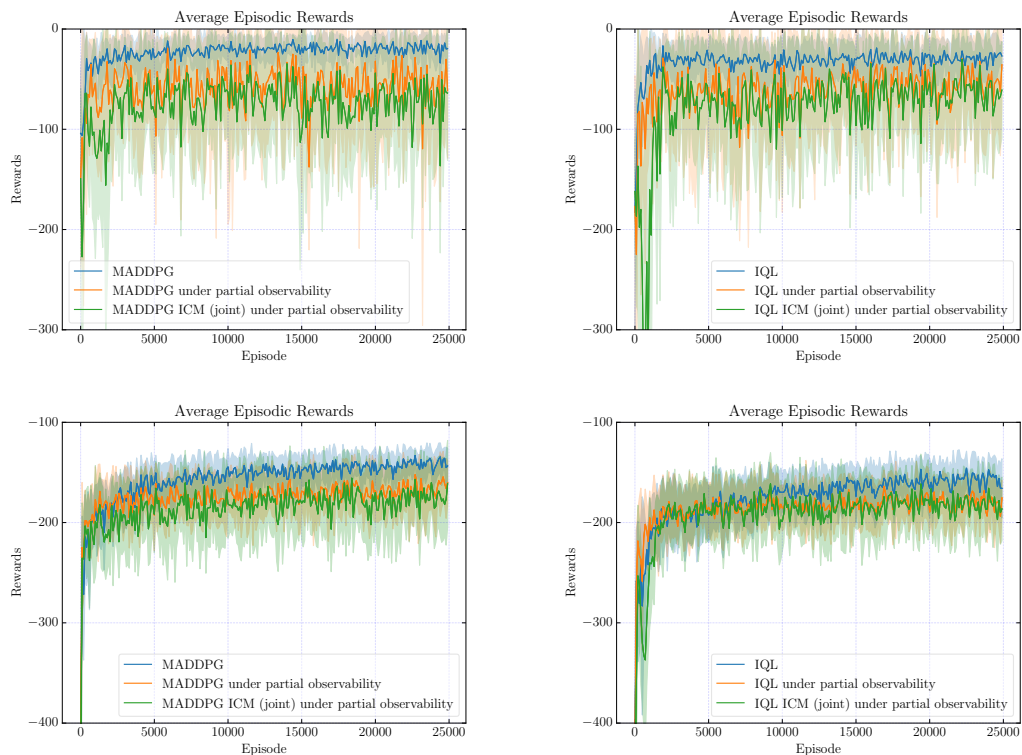 Average Episodic Rewards
0
−100
−200
−300
Rewards
0
5000
10000
15000
20000
25000
Episode
MADDPG
MADDPG under partial observability
MADDPG ICM (joint) under partial observability
Average Episodic Rewards
0
−100
−200
−300
Rewards
0
5000
10000
15000
20000
25000
Episode
IQL
IQL under partial observability
IQL ICM (joint) under partial observability
Average Episodic Rewards
−100
−200
−300
−400
Rewards
0
5000
10000
15000
20000
25000
Episode
MADDPG
MADDPG under partial observability
MADDPG ICM (joint) under partial observability
Average Episodic Rewards
−100
−200
−300
−400
Rewards
0
5000
10000
15000
20000
25000
Episode
IQL
IQL under partial observability
IQL ICM (joint) under partial observability